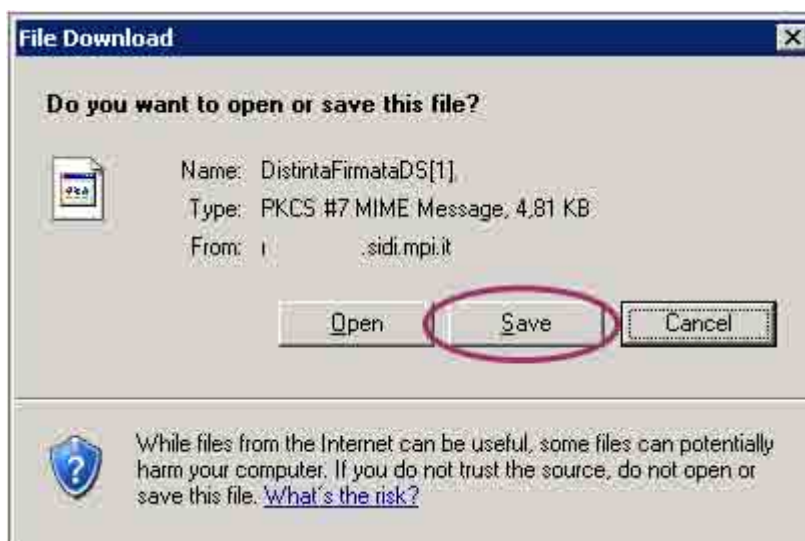 File Download
Do you want to open or save this file?
Name: DistintaFirmataDS[1],
Type: PKCS #7 MIME Message, 4,81 KB
From: .sidi.mpi.it
Open Save Cancel
While files from the Internet can be useful, some files can potentially
harm your computer. If you do not trust the source, do not open or
save this file. What's the risk?